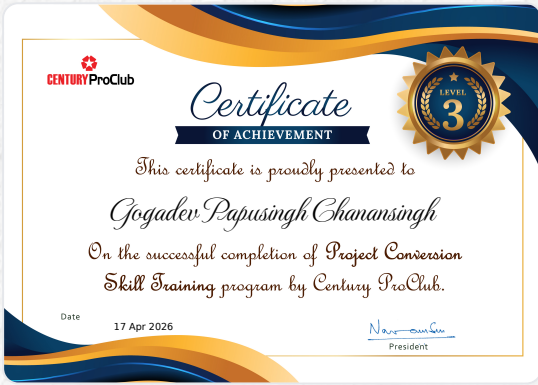 CENTURY ProClub
LEVEL
3
Certificate
OF ACHIEVEMENT
This certificate is proudly presented to
Gogadev Papusingh Chanansingh
On the successful completion of Project Conversion
Skill Training program by Century ProClub.
Date
17 Apr 2026
President